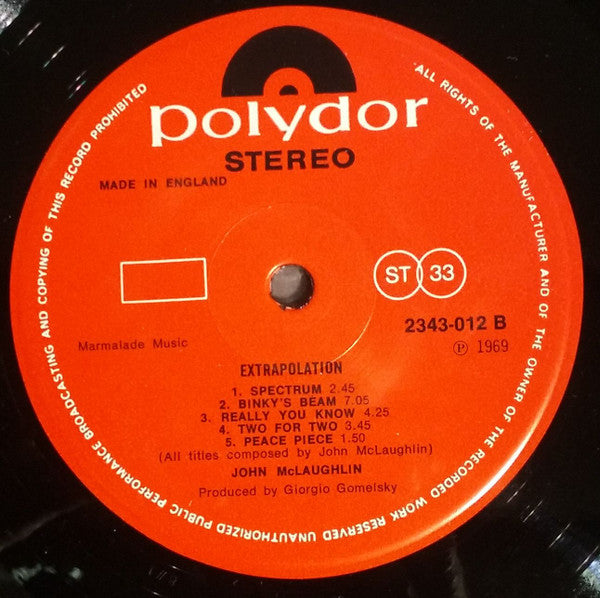 polydor
STEREO
MADE IN ENGLAND
ST 33
2343-012 B
Ⓟ 1969
Marmalade Music
EXTRAPOLATION
1. SPECTRUM 2.45
2. BINKY'S BEAM 7.05
3. REALLY YOU KNOW 4.25
4. TWO FOR TWO 3.45
5. PEACE PIECE 1.50
(All titles composed by John McLaughlin)
JOHN McLAUGHLIN
Produced by Giorgio Gomelsky
ALL RIGHTS OF THE MANUFACTURER AND OF THE OWNER OF THE RECORDED WORK RESERVED UNAUTHORIZED PUBLIC PERFORMANCE BROADCASTING AND COPYING OF THIS RECORD PROHIBITED